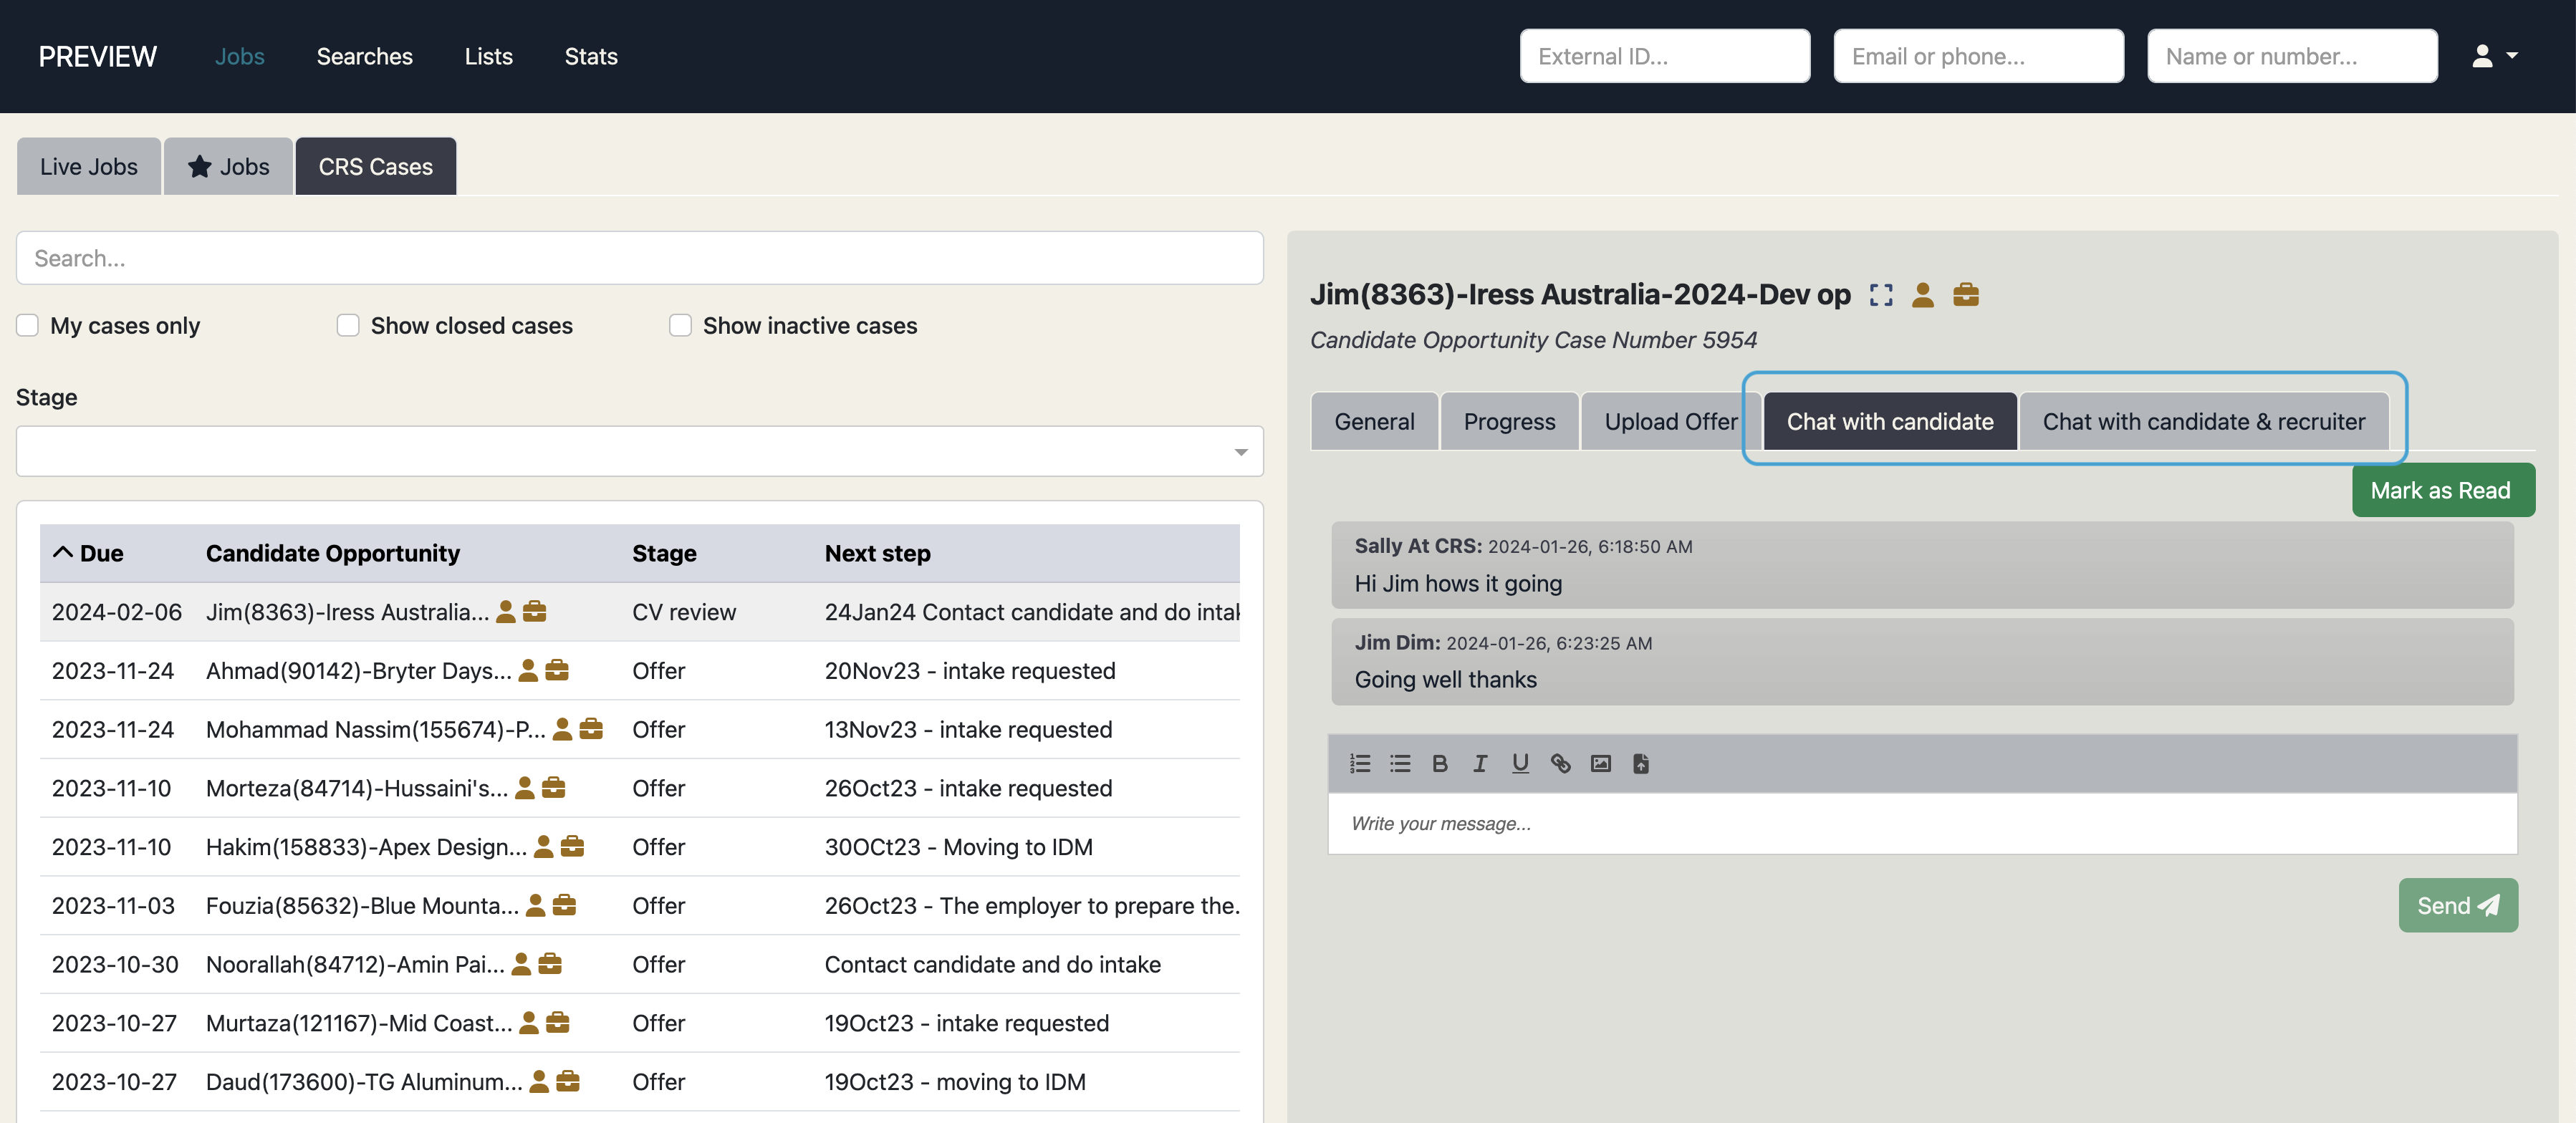 PREVIEW Jobs Searches Lists Stats External ID... Email or phone... Name or number...
Live Jobs Jobs CRS Cases
Search...
My cases only Show closed cases Show inactive cases
Stage
Due Candidate Opportunity Stage Next step
2024-02-06 Jim(8363)-Iress Australia... CV review 24Jan24 Contact candidate and do intak
2023-11-24 Ahmad(90142)-Bryter Days... Offer 20Nov23 - intake requested
2023-11-24 Mohammad Nassim(155674)-P... Offer 13Nov23 - intake requested
2023-11-10 Morteza(84714)-Hussaini's... Offer 26Oct23 - intake requested
2023-11-10 Hakim(158833)-Apex Design... Offer 30OCt23 - Moving to IDM
2023-11-03 Fouzia(85632)-Blue Mounta... Offer 26Oct23 - The employer to prepare the.
2023-10-30 Noorallah(84712)-Amin Pai... Offer Contact candidate and do intake
2023-10-27 Murtaza(121167)-Mid Coast... Offer 19Oct23 - intake requested
2023-10-27 Daud(173600)-TG Aluminum... Offer 19Oct23 - moving to IDM
Jim(8363)-Iress Australia-2024-Dev op
Candidate Opportunity Case Number 5954
General Progress Upload Offer Chat with candidate Chat with candidate & recruiter
Mark as Read
Sally At CRS: 2024-01-26, 6:18:50 AM
Hi Jim hows it going
Jim Dim: 2024-01-26, 6:23:25 AM
Going well thanks
Write your message...
Send